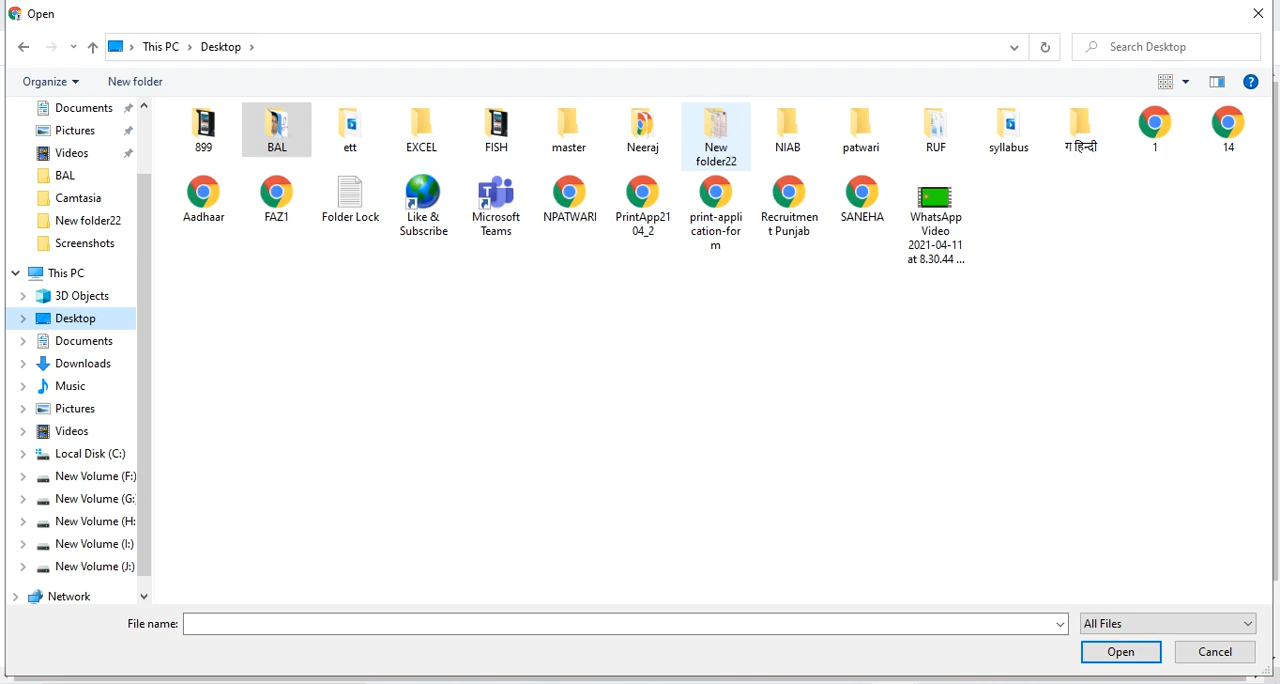 Open
This PC › Desktop ›
Search Desktop
Organize
New folder
Documents
Pictures
Videos
BAL
Camtasia
New folder22
Screenshots
This PC
3D Objects
Desktop
Documents
Downloads
Music
Pictures
Videos
Local Disk (C:)
New Volume (F:)
New Volume (G:
New Volume (H:
New Volume (I:)
New Volume (J:)
Network
899
BAL
ett
EXCEL
FISH
master
Neeraj
New
folder22
NIAB
patwari
RUF
syllabus
ग हिन्दी
1
14
Aadhaar
FAZ1
Folder Lock
Like &
Subscribe
Microsoft
Teams
NPATWARI
PrintApp21
04_2
print-appli
cation-for
m
Recruitmen
t Punjab
SANEHA
WhatsApp
Video
2021-04-11
at 8.30.44 ...
File name:
All Files
Open
Cancel